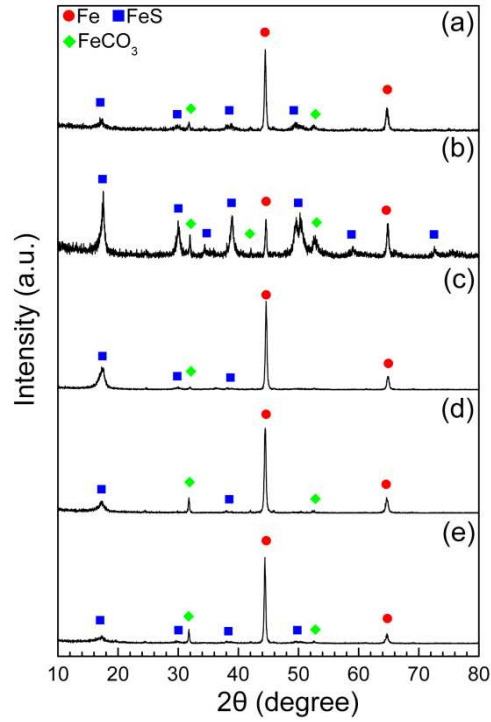 Fe FeS
FeCO₃
(a)
(b)
(c)
(d)
(e)
Intensity (a.u.)
10 20 30 40 50 60 70 80
2θ (degree)